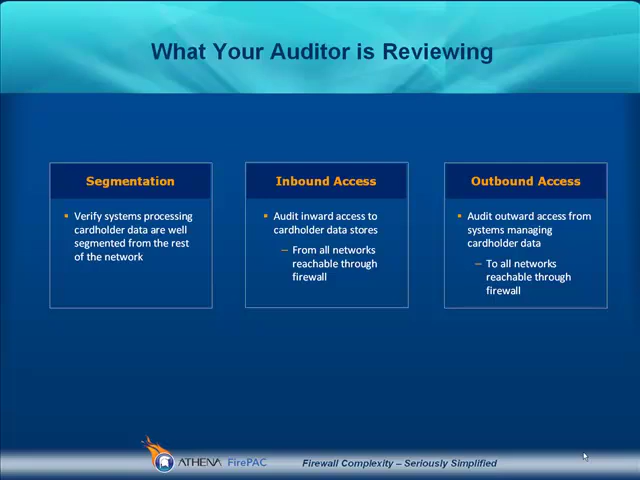 What Your Auditor is Reviewing
Segmentation
▪ Verify systems processing
cardholder data are well
segmented from the rest
of the network
Inbound Access
▪ Audit inward access to
cardholder data stores
– From all networks
reachable through
firewall
Outbound Access
▪ Audit outward access from
systems managing
cardholder data
– To all networks
reachable through
firewall
ATHENA FirePAC
Firewall Complexity – Seriously Simplified